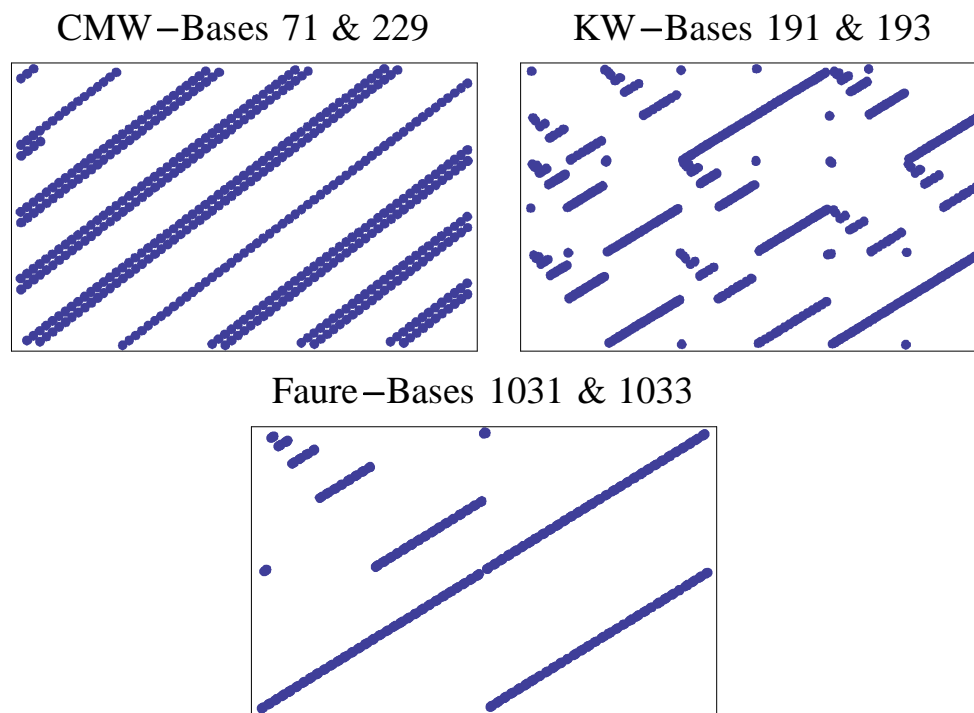 CMW–Bases 71 & 229
KW–Bases 191 & 193
Faure–Bases 1031 & 1033